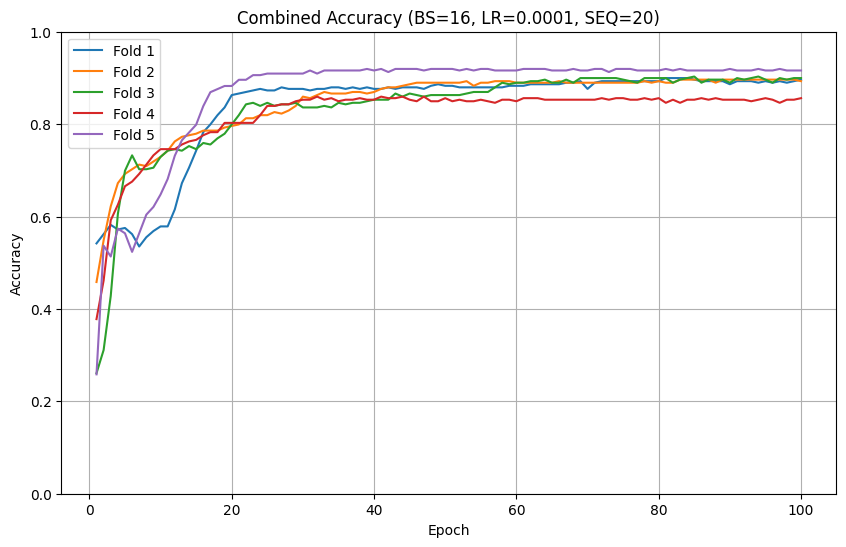 Combined Accuracy (BS=16, LR=0.0001, SEQ=20)
Fold 1
Fold 2
Fold 3
Fold 4
Fold 5
1.0
0.8
0.6
0.4
0.2
0.0
Accuracy
0 20 40 60 80 100
Epoch